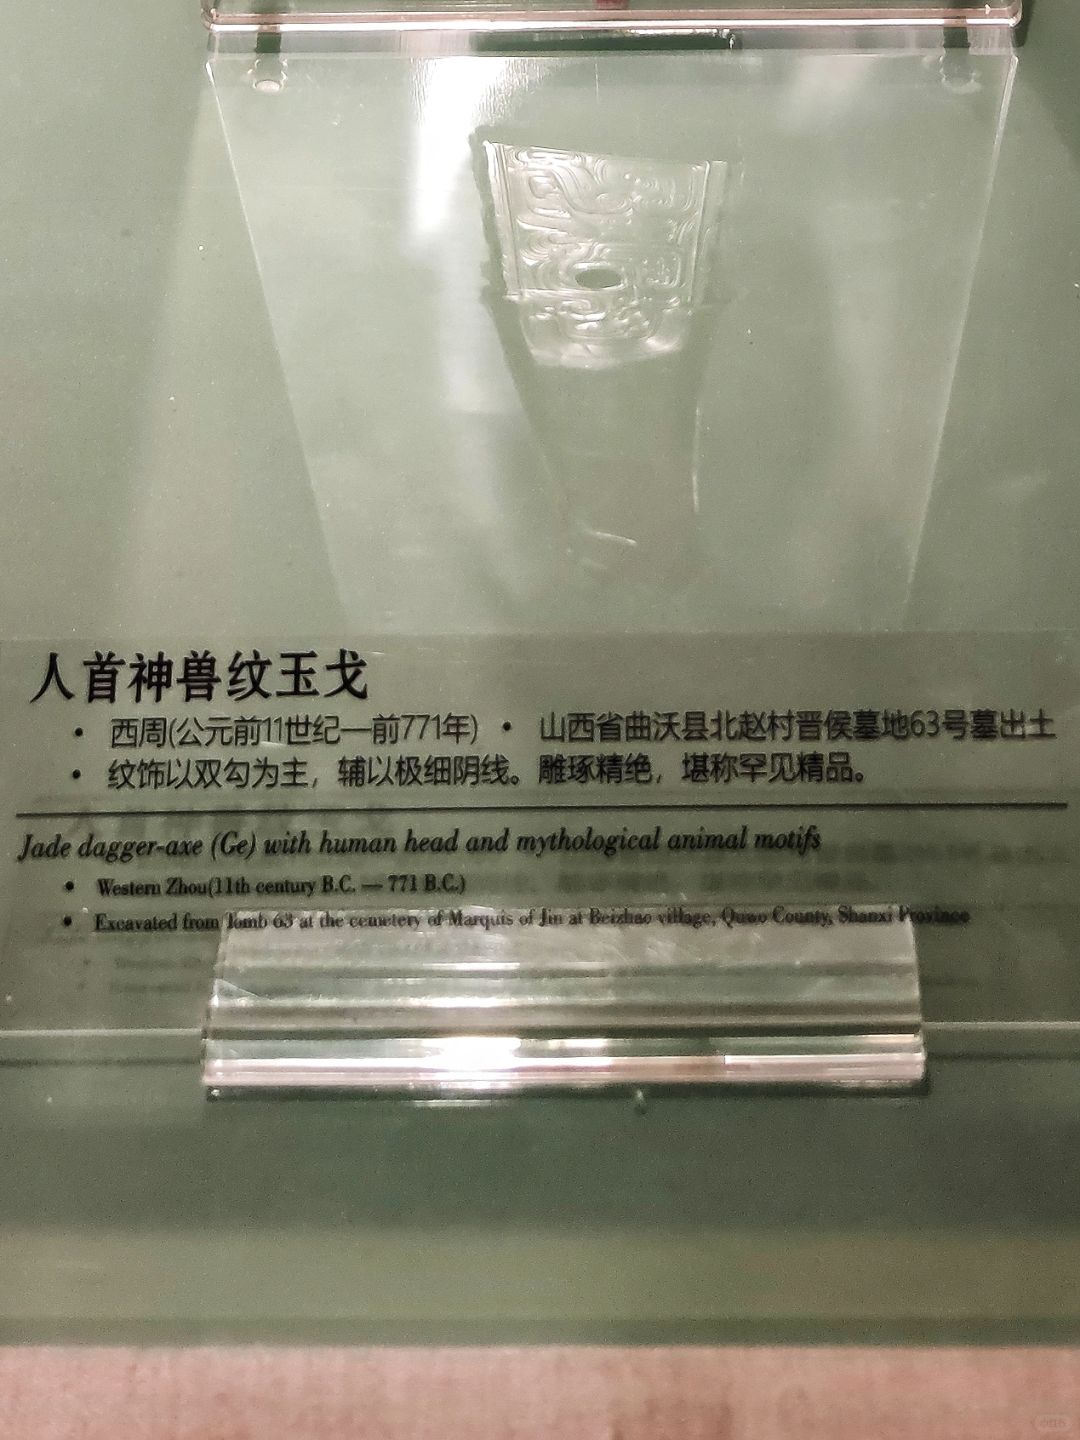 人首神兽纹玉戈
• 西周(公元前11世纪—前771年) • 山西省曲沃县北赵村晋侯墓地63号墓出土
• 纹饰以双勾为主，辅以极细阴线。雕琢精绝，堪称罕见精品。
Jade dagger-axe (Ge) with human head and mythological animal motifs
• Western Zhou(11th century B.C. — 771 B.C.)
• Excavated from Tomb 63 at the cemetery of Marquis of Jin at Beizhao village, Quwo County, Shanxi Province